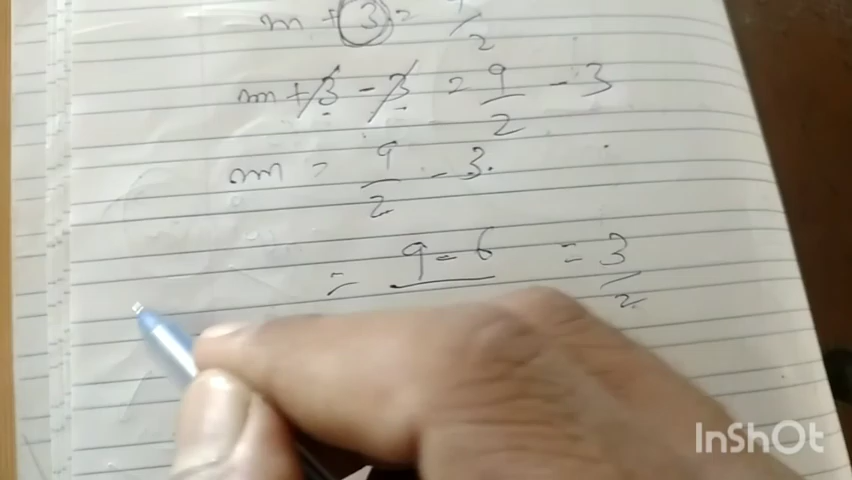 m + 3 = 9/2
m + 3 - 3 = 9/2 - 3
m = 9/2 - 3
= 9 - 6 = 3/2
InShOt